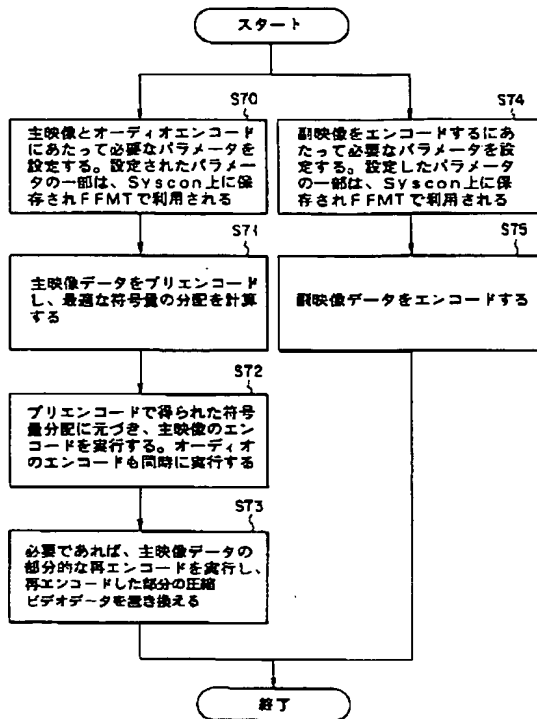 スタート
S70
主映像とオーディオエンコード
にあたって必要なパラメータを
設定する。設定されたパラメー
タの一部は、Syscon上に保
存されFFMTで利用される
S71
主映像データをプリエンコード
し、最適な符号量の分配を計算
する
S72
プリエンコードで得られた符号
量分配に元づき、主映像のエン
コードを実行する。オーディオ
のエンコードも同時に実行する
S73
必要であれば、主映像データの
部分的な再エンコードを実行し、
再エンコードした部分の圧縮
ビデオデータを置き換える
S74
副映像をエンコードするにあ
たって必要なパラメータを設
定する。設定したパラメータ
の一部は、Syscon上に保
存されFFMTで利用される
S75
副映像データをエンコードする
終了